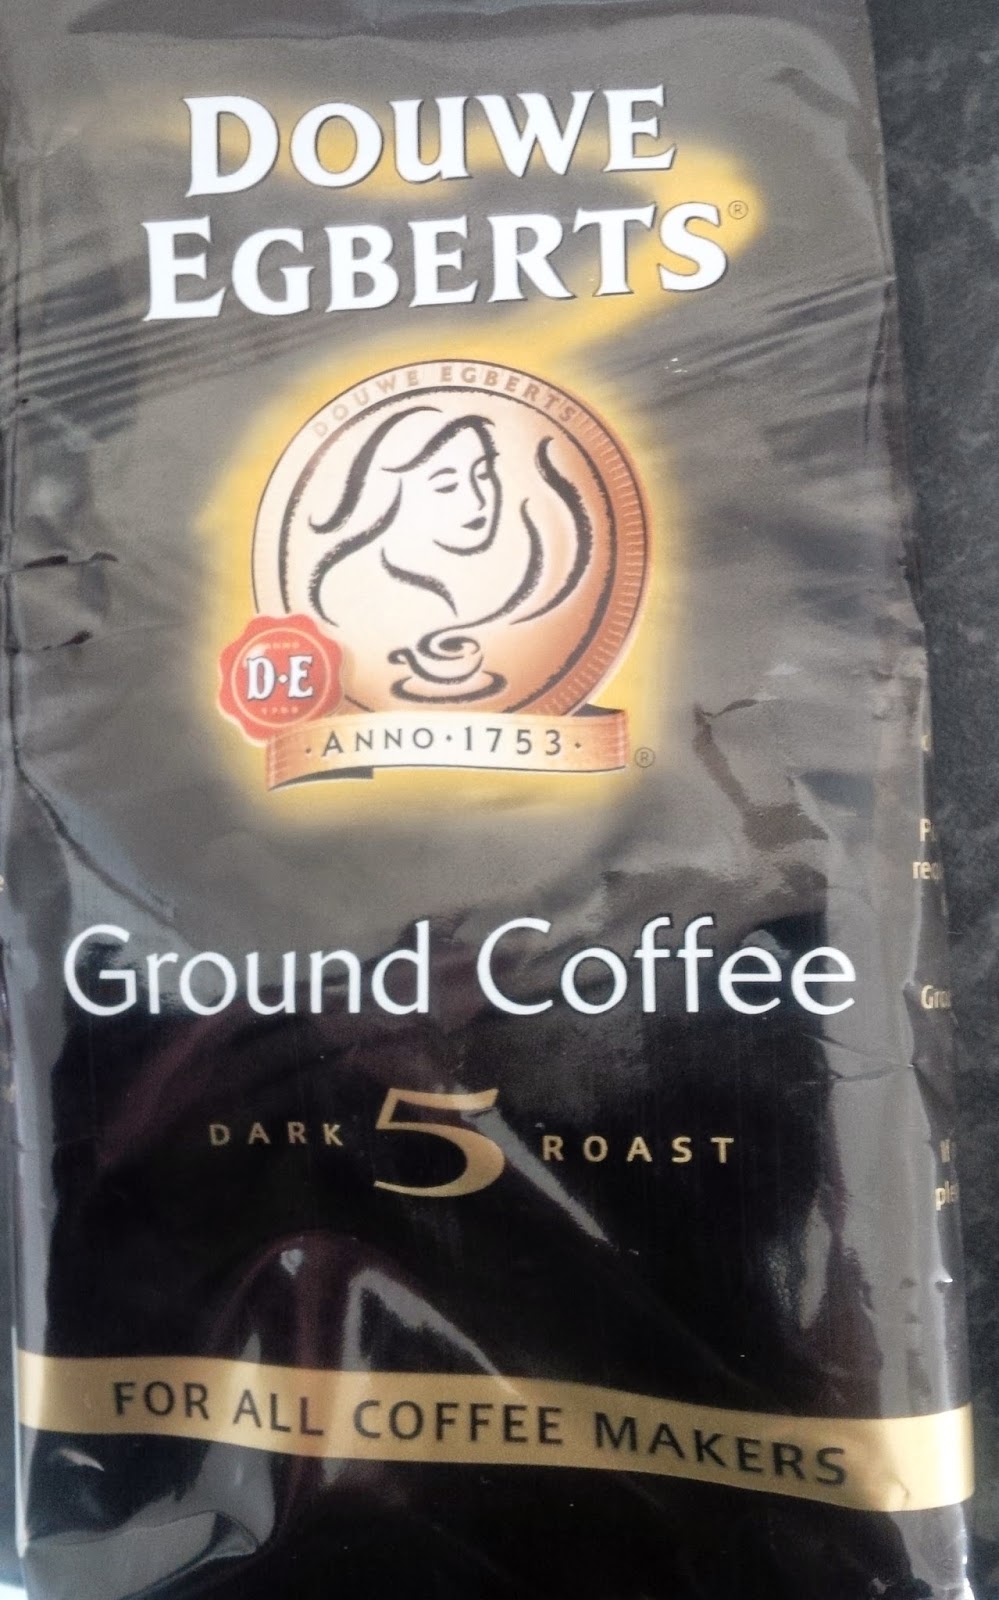 DOUWE
EGBERTS®
DOUWE EGBERTS
D·E
·ANNO·1753·
®
Ground Coffee
DARK 5 ROAST
FOR ALL COFFEE MAKERS